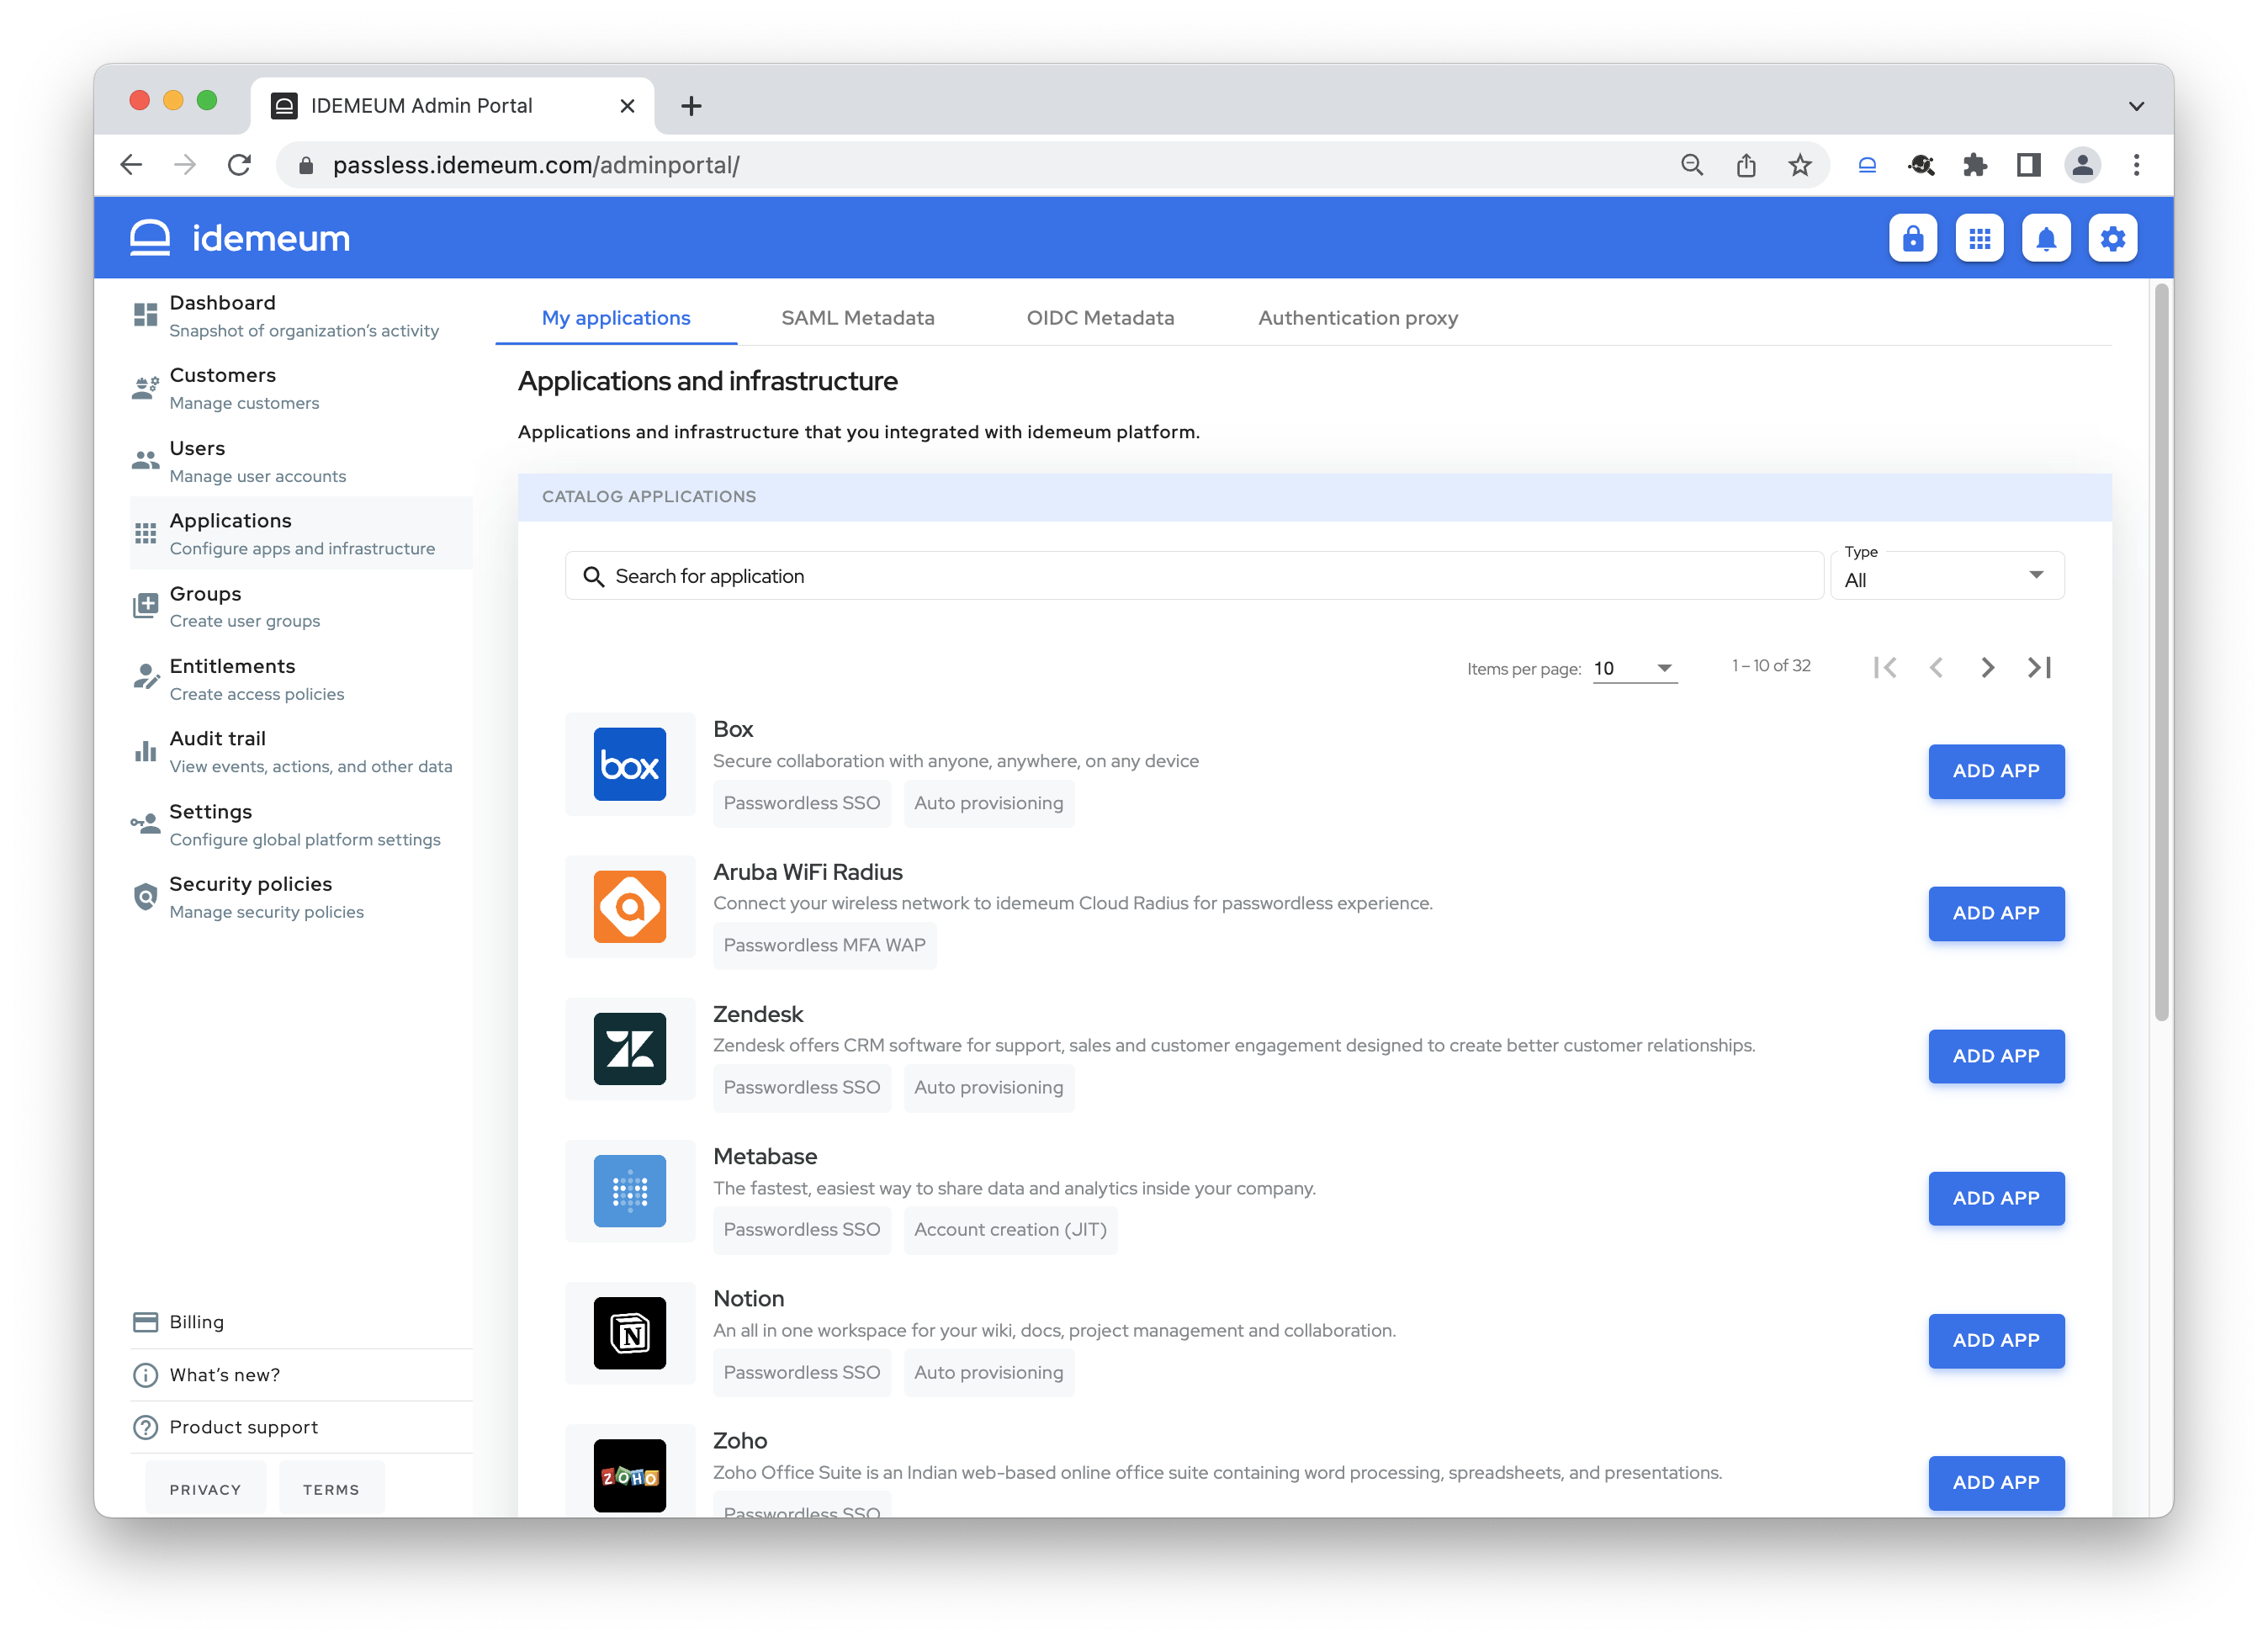 IDEMEUM Admin Portal
passless.idemeum.com/adminportal/
idemeum
Dashboard
Snapshot of organization's activity
Customers
Manage customers
Users
Manage user accounts
Applications
Configure apps and infrastructure
Groups
Create user groups
Entitlements
Create access policies
Audit trail
View events, actions, and other data
Settings
Configure global platform settings
Security policies
Manage security policies
Billing
What's new?
Product support
PRIVACY TERMS
My applications SAML Metadata OIDC Metadata Authentication proxy
Applications and infrastructure
Applications and infrastructure that you integrated with idemeum platform.
CATALOG APPLICATIONS
Search for application
Type
All
Items per page: 10 1 – 10 of 32
box
Box
Secure collaboration with anyone, anywhere, on any device
Passwordless SSO Auto provisioning
ADD APP
Aruba WiFi Radius
Connect your wireless network to idemeum Cloud Radius for passwordless experience.
Passwordless MFA WAP
ADD APP
Zendesk
Zendesk offers CRM software for support, sales and customer engagement designed to create better customer relationships.
Passwordless SSO Auto provisioning
ADD APP
Metabase
The fastest, easiest way to share data and analytics inside your company.
Passwordless SSO Account creation (JIT)
ADD APP
N
Notion
An all in one workspace for your wiki, docs, project management and collaboration.
Passwordless SSO Auto provisioning
ADD APP
ZOHO
Zoho
Zoho Office Suite is an Indian web-based online office suite containing word processing, spreadsheets, and presentations.
Passwordless SSO
ADD APP